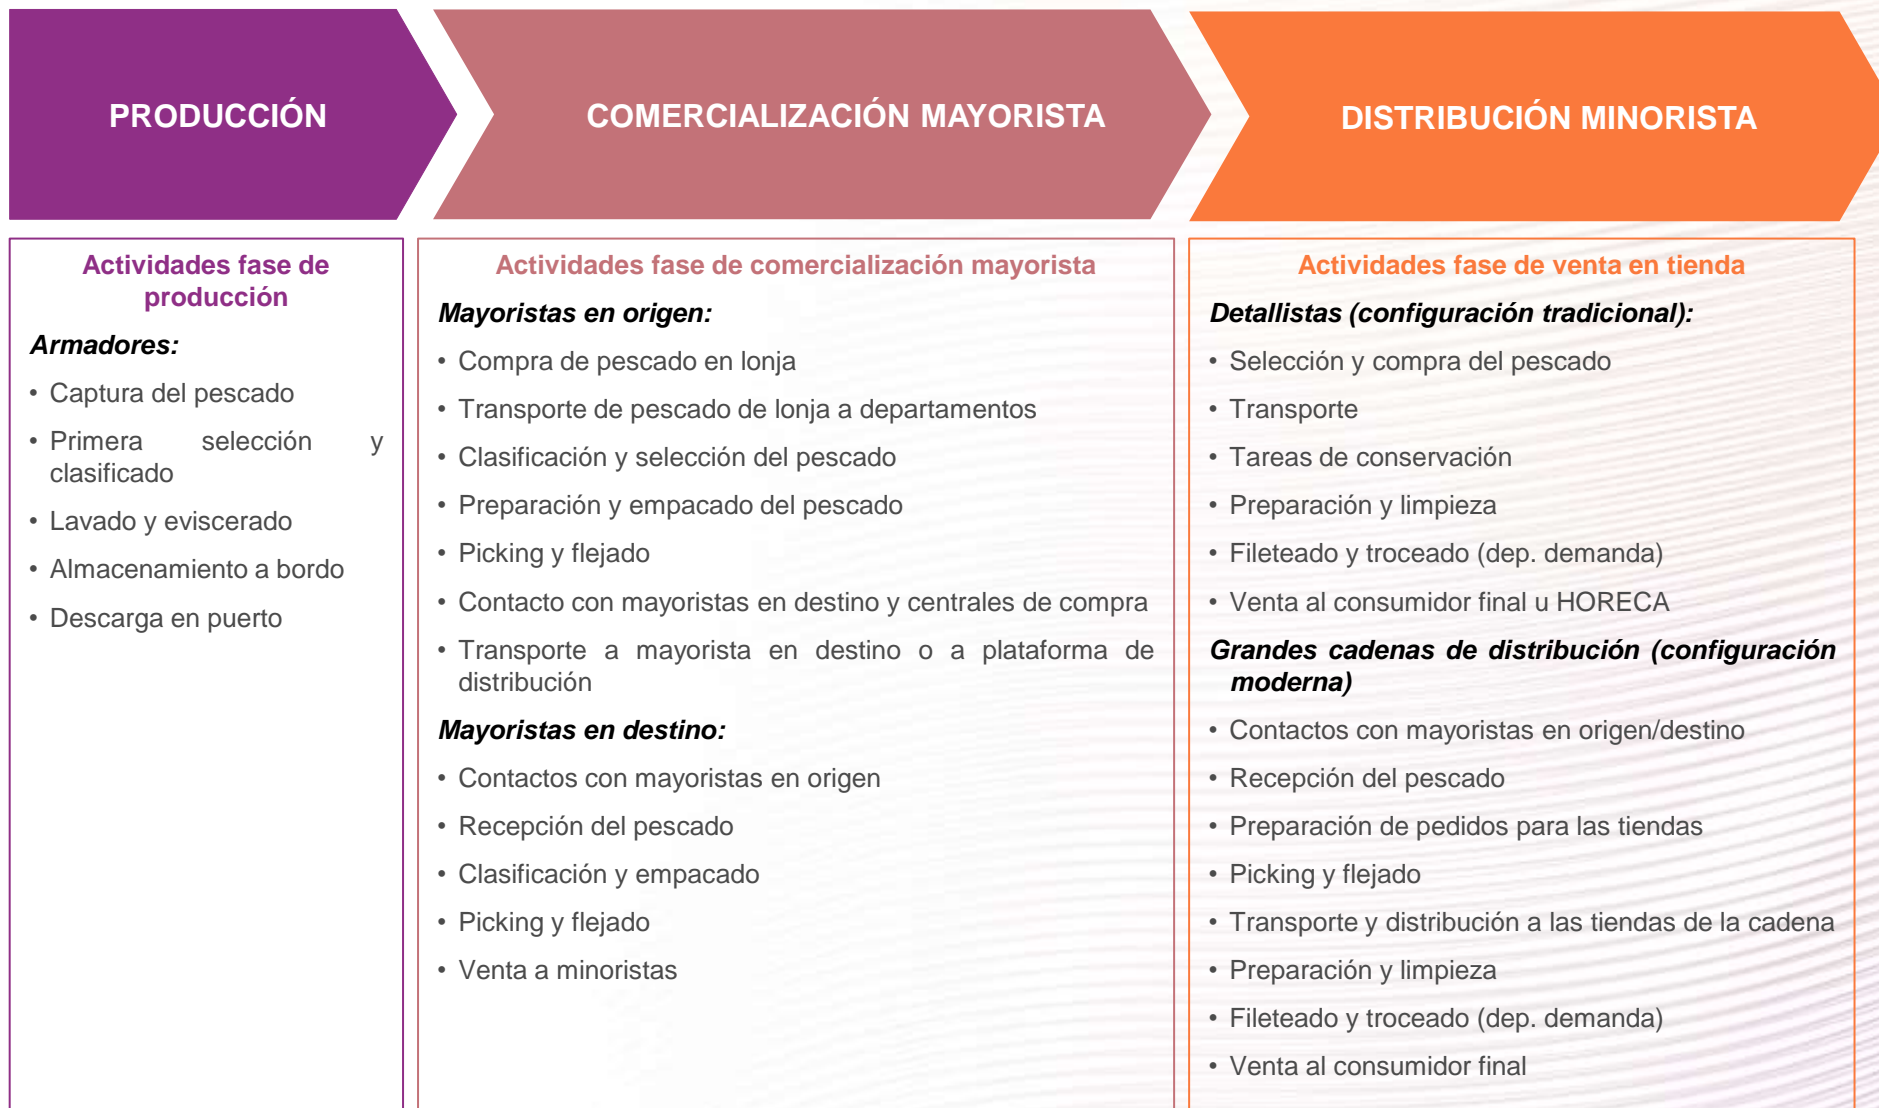 PRODUCCIÓN
COMERCIALIZACIÓN MAYORISTA
DISTRIBUCIÓN MINORISTA
Actividades fase de
producción
Armadores:
• Captura del pescado
• Primera selección y
clasificado
• Lavado y eviscerado
• Almacenamiento a bordo
• Descarga en puerto
Actividades fase de comercialización mayorista
Mayoristas en origen:
• Compra de pescado en lonja
• Transporte de pescado de lonja a departamentos
• Clasificación y selección del pescado
• Preparación y empacado del pescado
• Picking y flejado
• Contacto con mayoristas en destino y centrales de compra
• Transporte a mayorista en destino o a plataforma de
distribución
Mayoristas en destino:
• Contactos con mayoristas en origen
• Recepción del pescado
• Clasificación y empacado
• Picking y flejado
• Venta a minoristas
Actividades fase de venta en tienda
Detallistas (configuración tradicional):
• Selección y compra del pescado
• Transporte
• Tareas de conservación
• Preparación y limpieza
• Fileteado y troceado (dep. demanda)
• Venta al consumidor final u HORECA
Grandes cadenas de distribución (configuración
moderna)
• Contactos con mayoristas en origen/destino
• Recepción del pescado
• Preparación de pedidos para las tiendas
• Picking y flejado
• Transporte y distribución a las tiendas de la cadena
• Preparación y limpieza
• Fileteado y troceado (dep. demanda)
• Venta al consumidor final